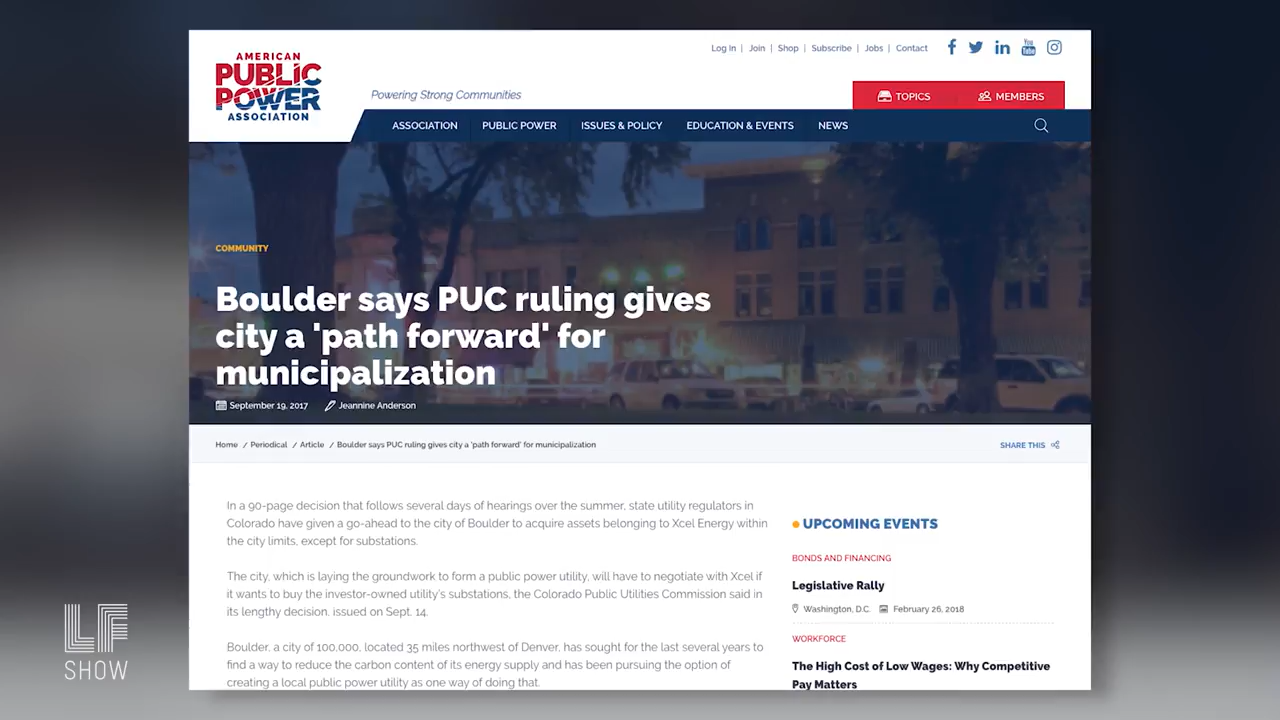 AMERICAN
PUBLIC
POWER
ASSOCIATION
Powering Strong Communities
Log In | Join | Shop | Subscribe | Jobs | Contact
You
Tube
TOPICS MEMBERS
ASSOCIATION PUBLIC POWER ISSUES & POLICY EDUCATION & EVENTS NEWS
COMMUNITY
Boulder says PUC ruling gives
city a 'path forward' for
municipalization
September 19, 2017 Jeannine Anderson
Home / Periodical / Article / Boulder says PUC ruling gives city a 'path forward' for municipalization
SHARE THIS
In a 90-page decision that follows several days of hearings over the summer, state utility regulators in
Colorado have given a go-ahead to the city of Boulder to acquire assets belonging to Xcel Energy within
the city limits, except for substations.
The city, which is laying the groundwork to form a public power utility, will have to negotiate with Xcel if
it wants to buy the investor-owned utility's substations, the Colorado Public Utilities Commission said in
its lengthy decision, issued on Sept. 14.
Boulder, a city of 100,000, located 35 miles northwest of Denver, has sought for the last several years to
find a way to reduce the carbon content of its energy supply and has been pursuing the option of
creating a local public power utility as one way of doing that.
UPCOMING EVENTS
BONDS AND FINANCING
Legislative Rally
Washington, D.C. February 26, 2018
WORKFORCE
The High Cost of Low Wages: Why Competitive
Pay Matters
LF
SHOW